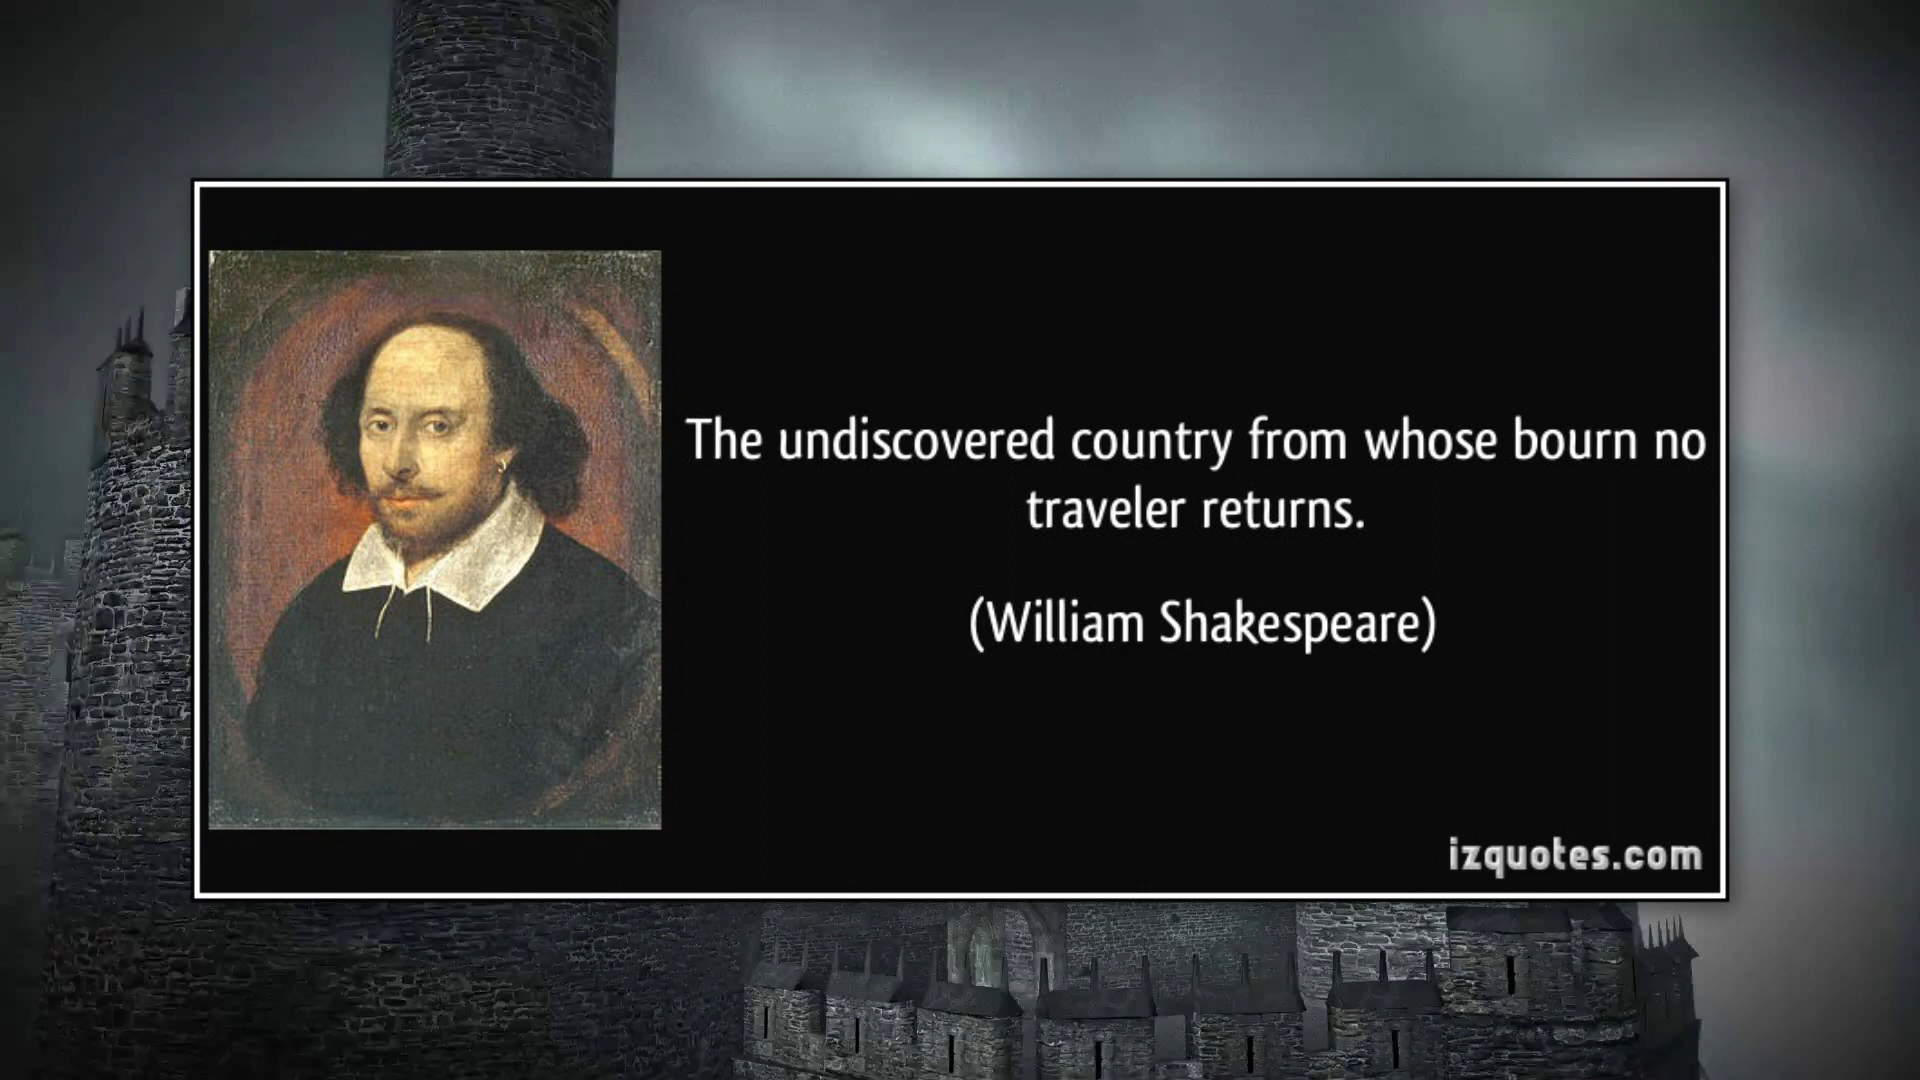 The undiscovered country from whose bourn no
traveler returns.
(William Shakespeare)
izquotes.com